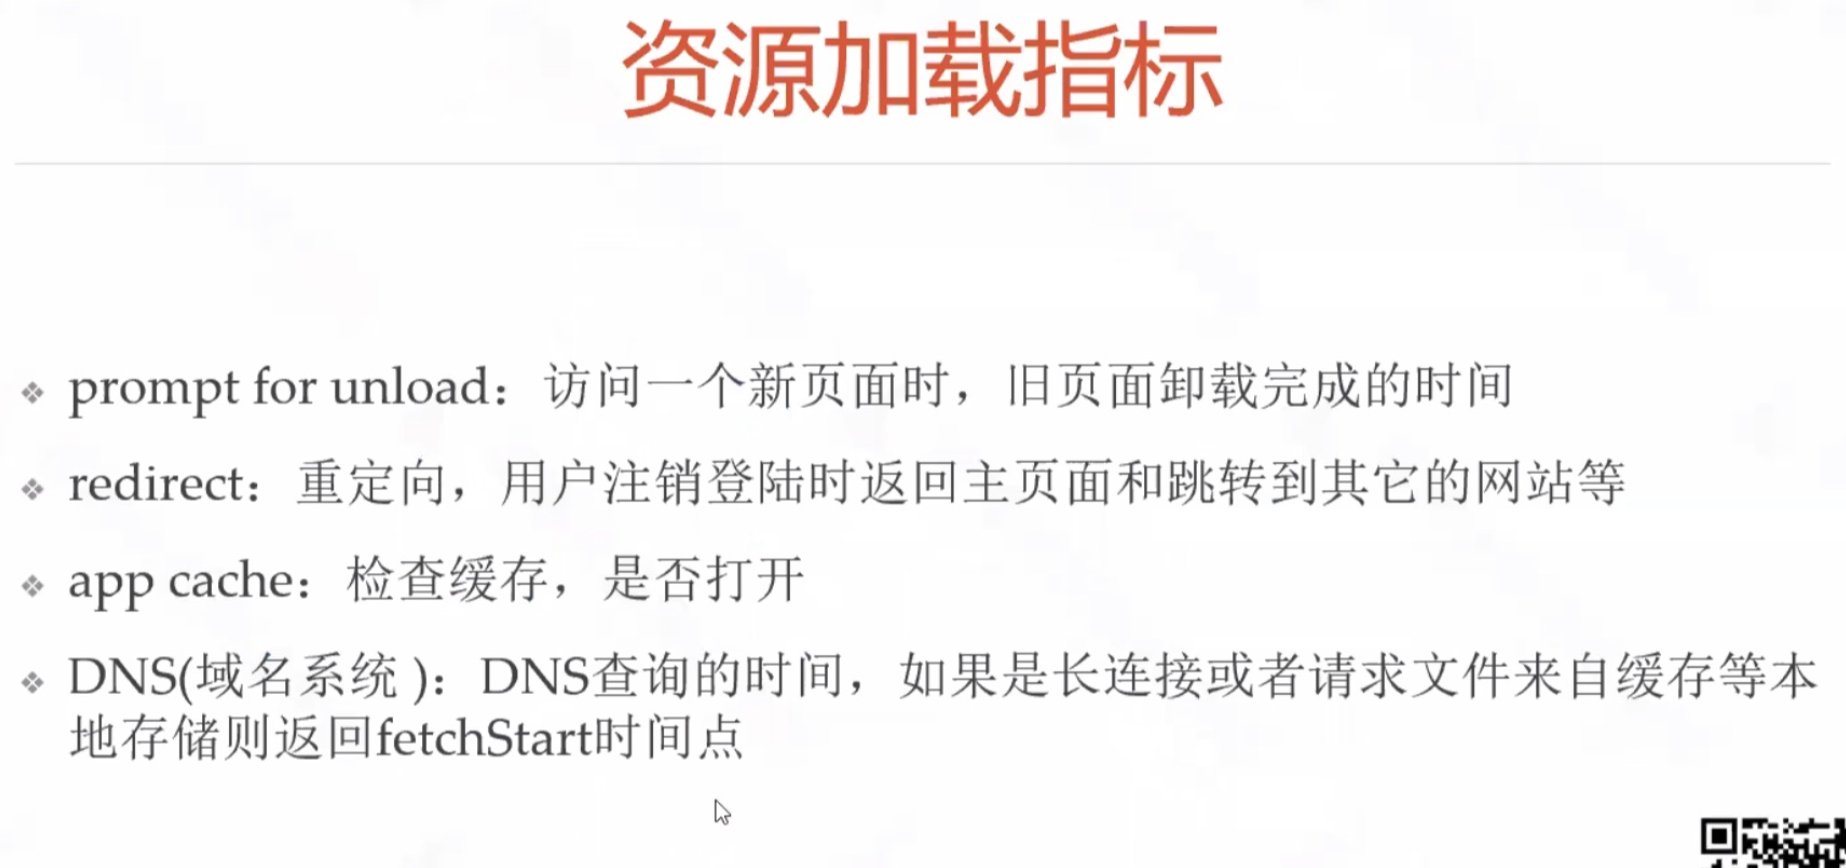 资源加载指标
prompt for unload：访问一个新页面时，旧页面卸载完成的时间
redirect：重定向，用户注销登陆时返回主页面和跳转到其它的网站等
app cache：检查缓存，是否打开
DNS(域名系统 )：DNS查询的时间，如果是长连接或者请求文件来自缓存等本
地存储则返回fetchStart时间点